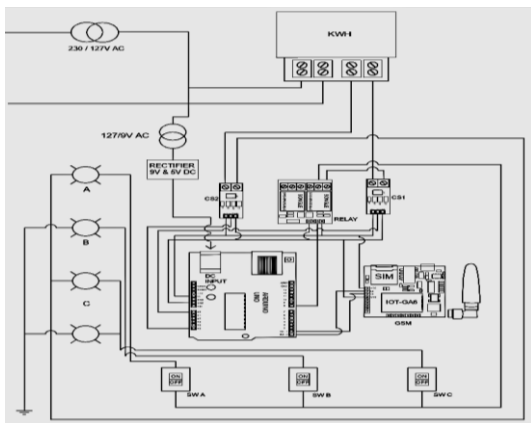 KWH
230 / 127V AC
127/9V AC
RECTIFIER
9V & 5V DC
A
CS2
RELAY
CS1
B
DC
INPUT
ARDUINO
UNO
SIM
IOT-GA6
GSM
C
ON
OFF
ON
OFF
ON
OFF
SW A
SW B
SW C